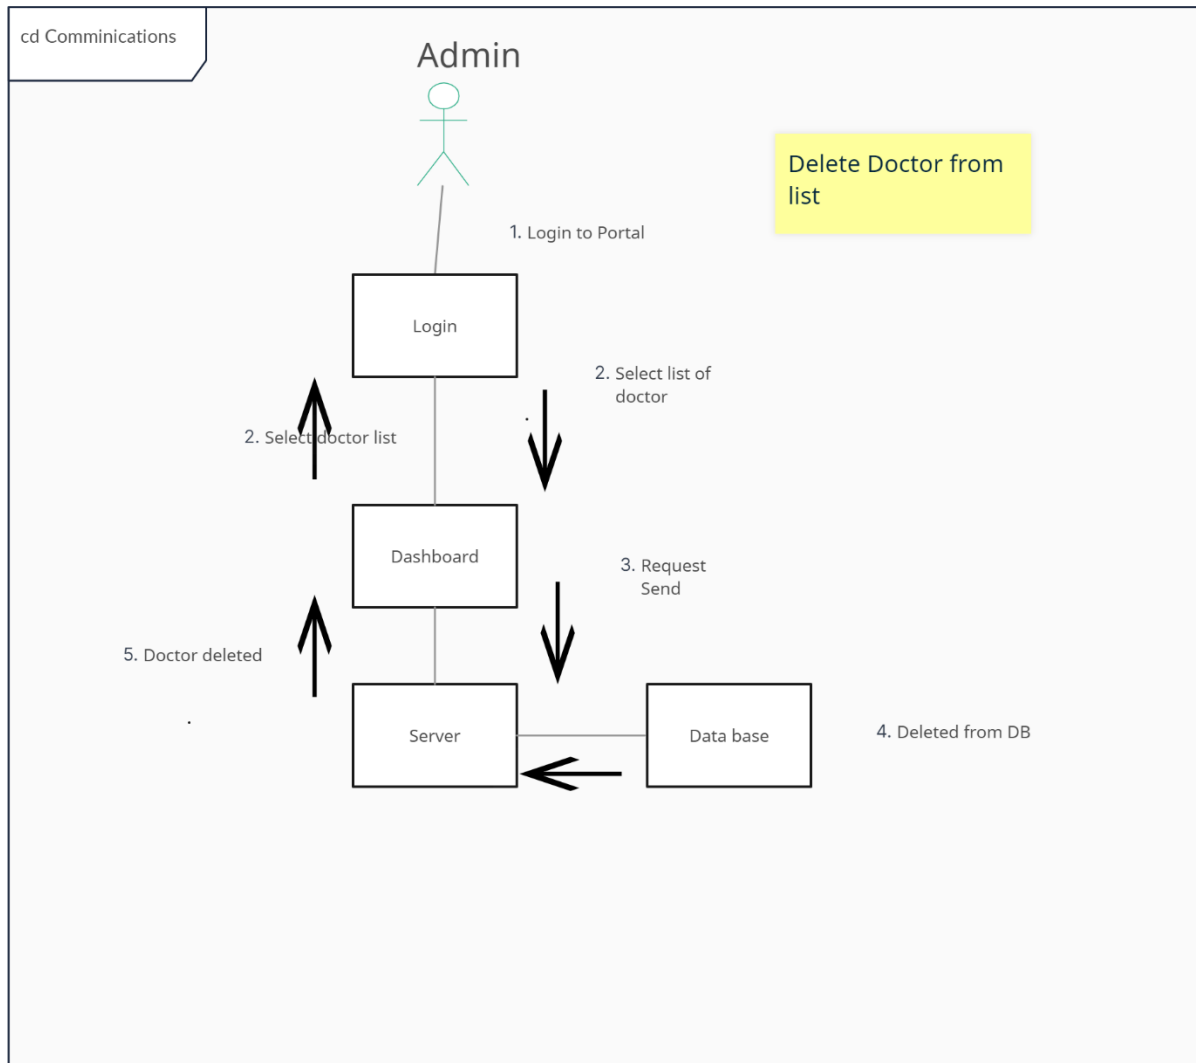 cd Comminications
Admin
Delete Doctor from
list
1. Login to Portal
Login
2. Select list of
doctor
2. Select doctor list
Dashboard
3. Request
Send
5. Doctor deleted
Server
Data base
4. Deleted from DB